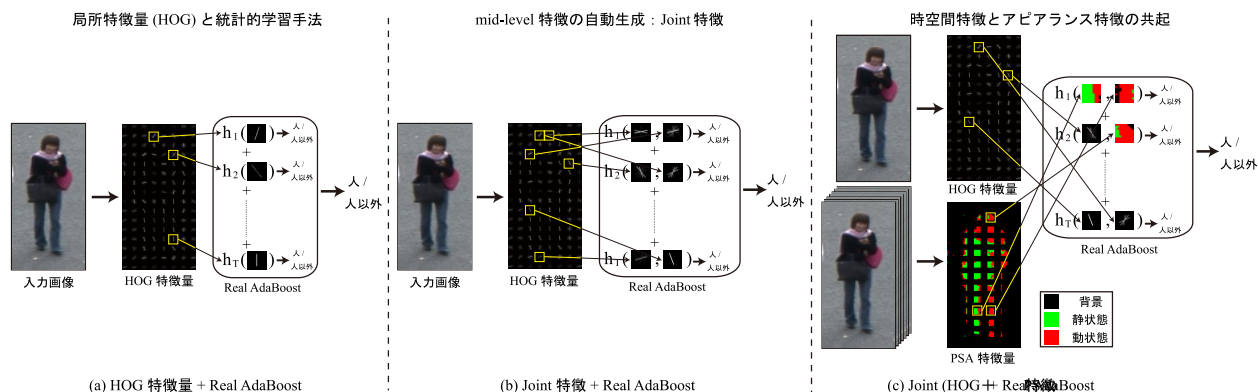 局所特徴量 (HOG) と統計的学習手法
h1( ) 人 / 人以外
+
h2( ) 人 / 人以外
+
+
hT( ) 人 / 人以外
人 /
人以外
入力画像
HOG 特徴量
Real AdaBoost
(a) HOG 特徴量 + Real AdaBoost
mid-level 特徴の自動生成：Joint 特徴
h1( , ) 人 / 人以外
+
h2( , ) 人 / 人以外
+
+
( , ) 人 / 人以外
人 /
人以外
入力画像
HOG 特徴量
Real AdaBoost
(b) Joint 特徴 + Real AdaBoost
時空間特徴とアピアランス特徴の共起
HOG 特徴量
h1( , ) 人 / 人以外
+
h2( , ) 人 / 人以外
+
+
hT( , ) 人 / 人以外
人 /
人以外
Real AdaBoost
PSA 特徴量
背景
静状態
動状態
(c) Joint (HOG + Real AdaBoost